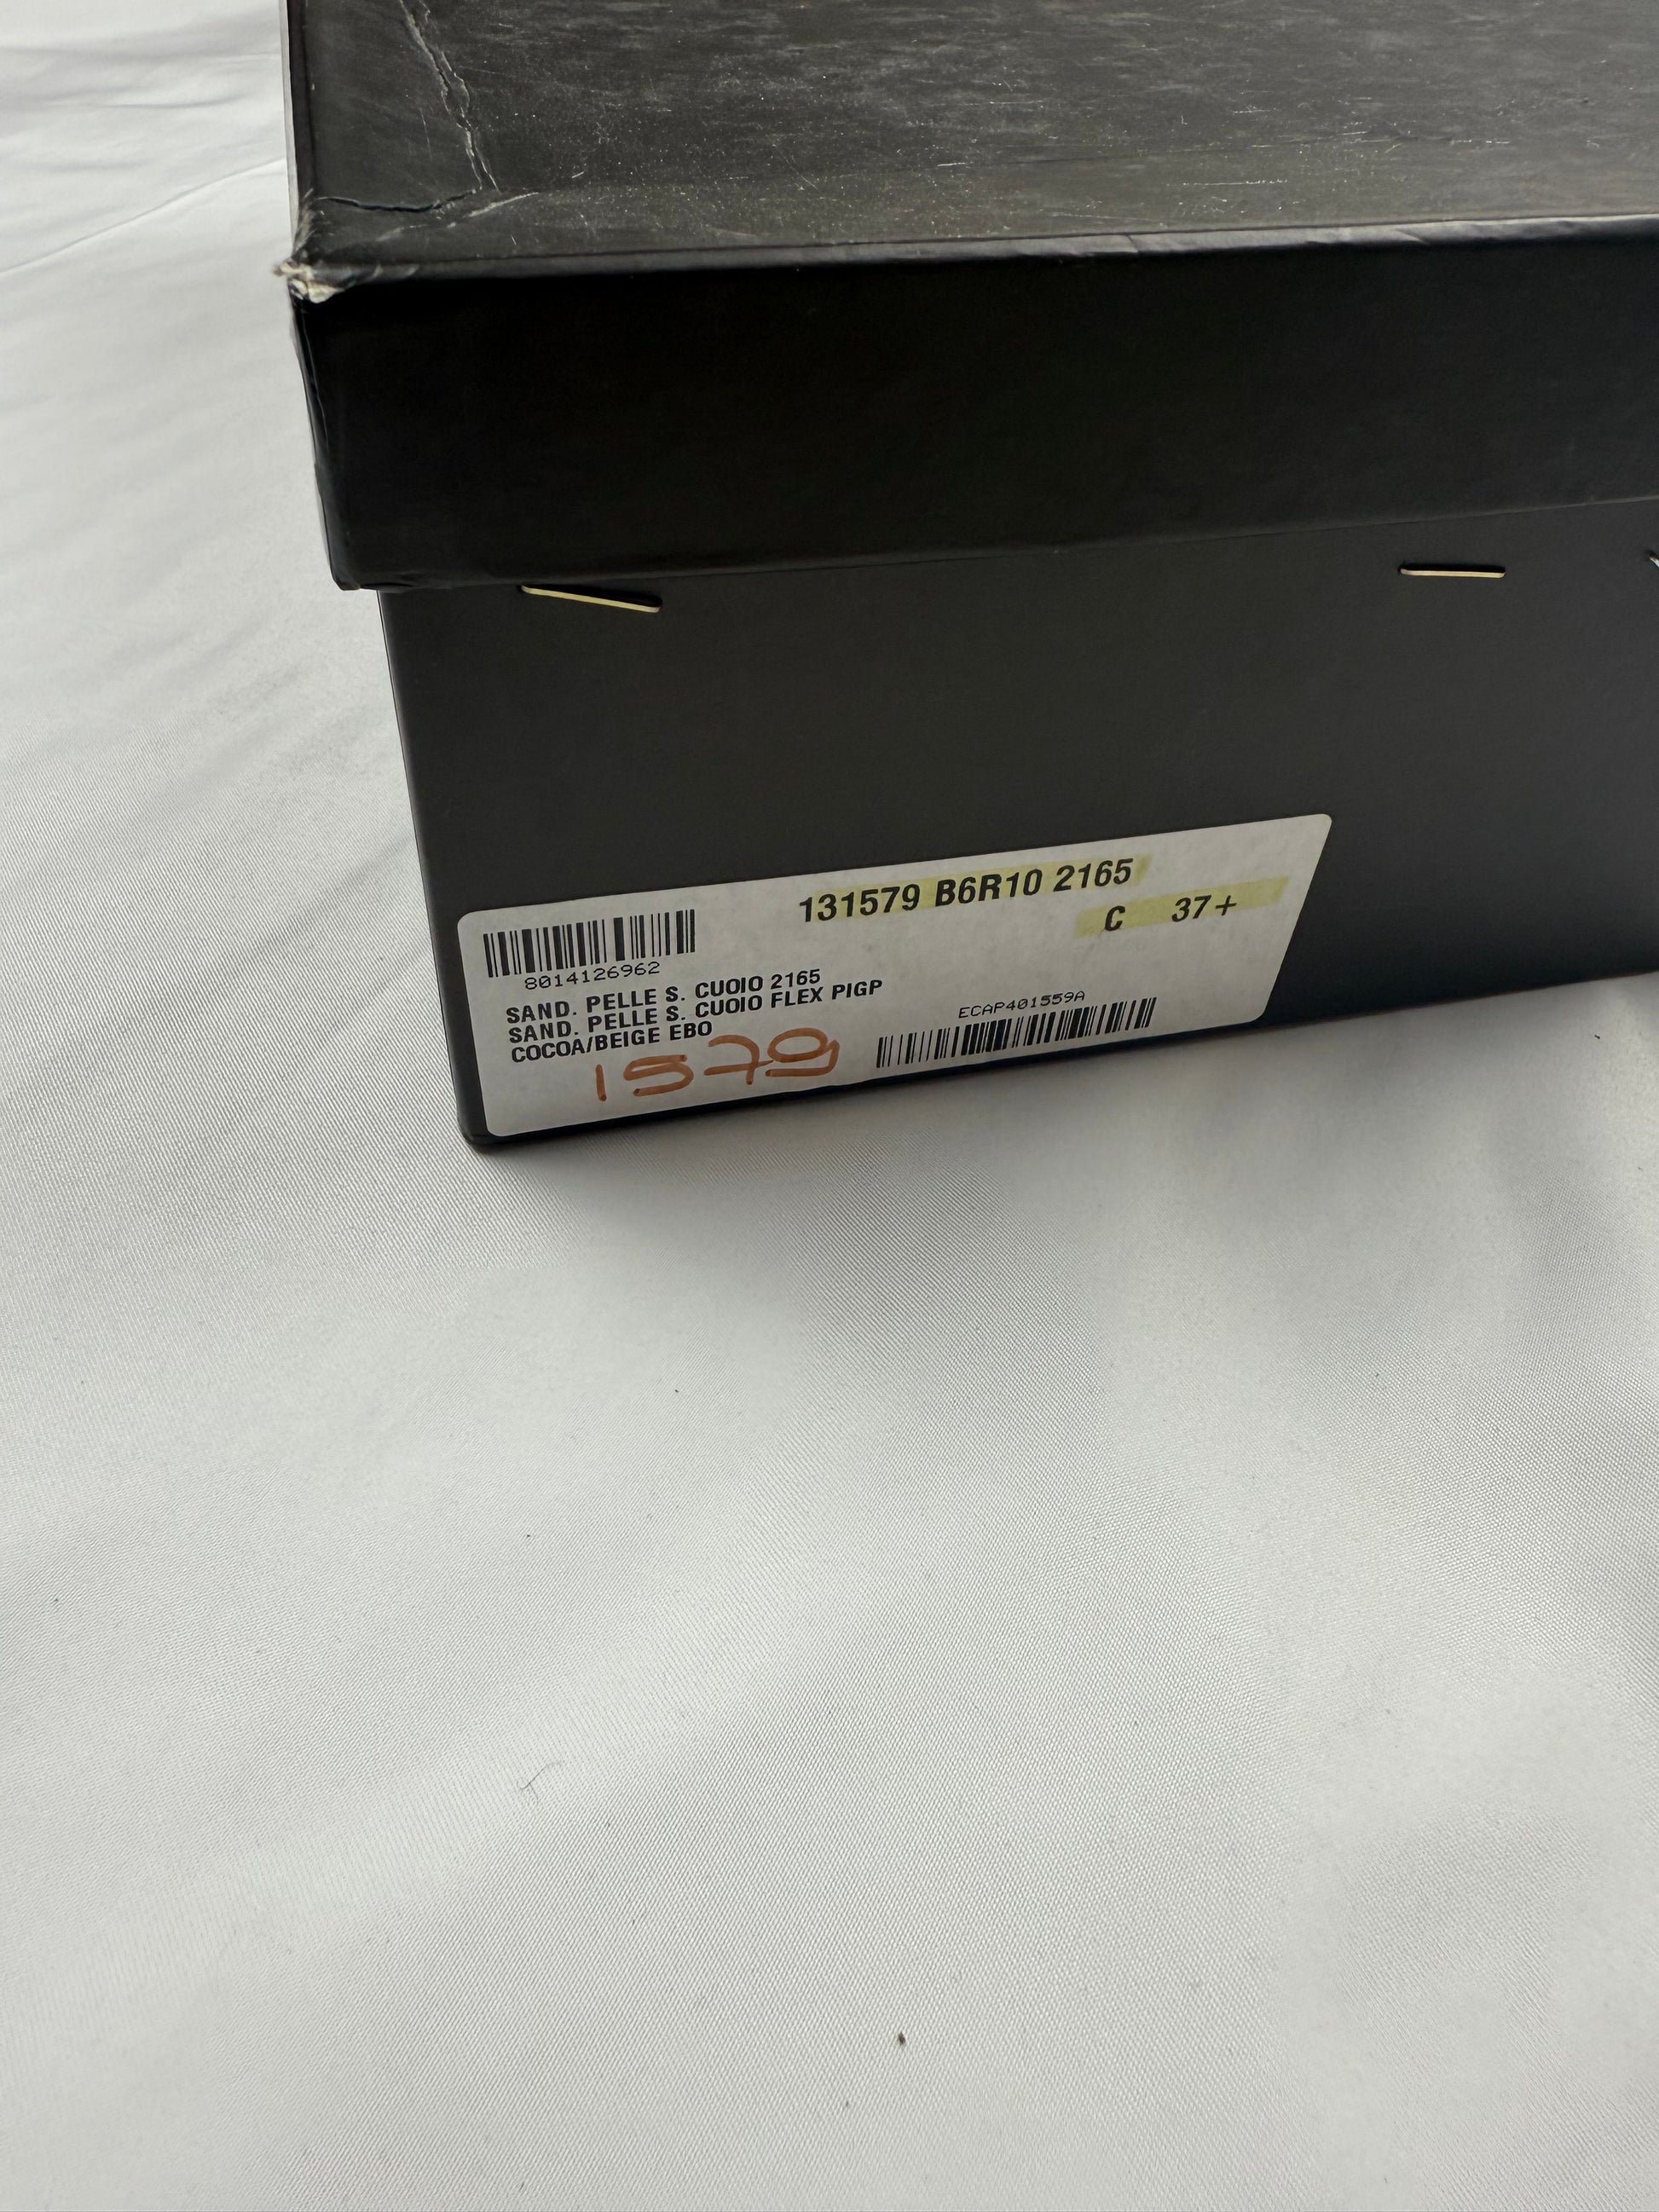 131579 B6R10 2165
C 37+
8014126962
SAND. PELLE S. CUOIO 2165
SAND. PELLE S. CUOIO FLEX PIGP
COCOA/BEIGE EBO
ECAP401559A
1579